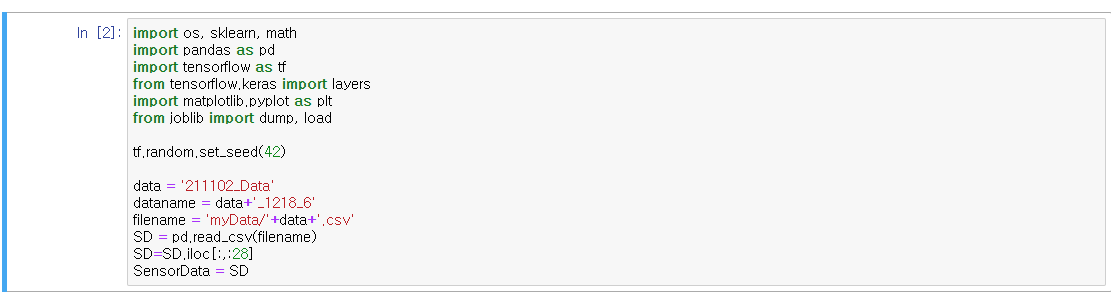 In [2]:
import os, sklearn, math
import pandas as pd
import tensorflow as tf
from tensorflow.keras import layers
import matplotlib.pyplot as plt
from joblib import dump, load
tf.random.set_seed(42)
data = '211102_Data'
dataname = data+'_1218_6'
filename = 'myData/'+data+'.csv'
SD = pd.read_csv(filename)
SD=SD.iloc[:,:28]
SensorData = SD